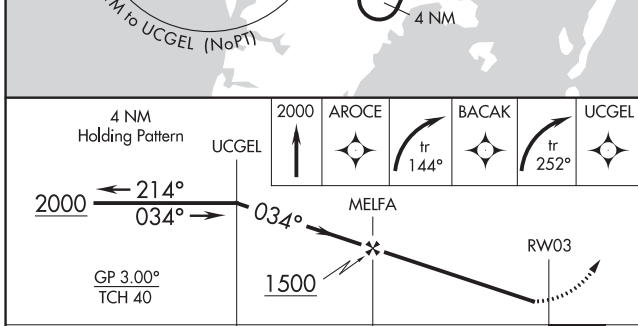 M to UCGEL (NoPT)
4 NM
4 NM
Holding Pattern
UCGEL
2000
AROCE
tr
144°
BACAK
tr
252°
UCGEL
214°
2000
034°
034°
MELFA
1500
RW03
GP 3.00°
TCH 40